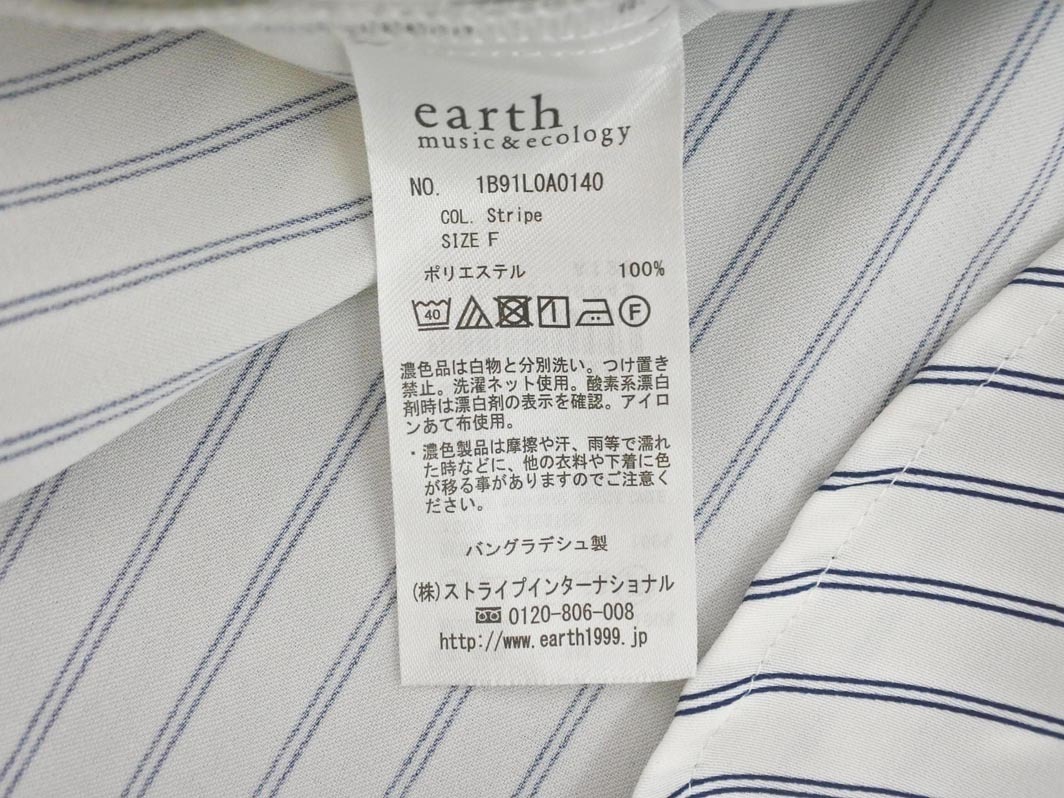 earth
music & ecology
NO. 1B91L0A0140
COL. Stripe
SIZE F
ポリエステル 100%
40 F
濃色品は白物と分別洗い。つけ置き
禁止。洗濯ネット使用。酸素系漂白
剤時は漂白剤の表示を確認。アイロ
ンあて布使用。
・濃色製品は摩擦や汗、雨等で濡れ
た時などに、他の衣料や下着に色
が移る事がありますのでご注意く
ださい。
バングラデシュ製
(株)ストライプインターナショナル
0120-806-008
http://www.earth1999.jp